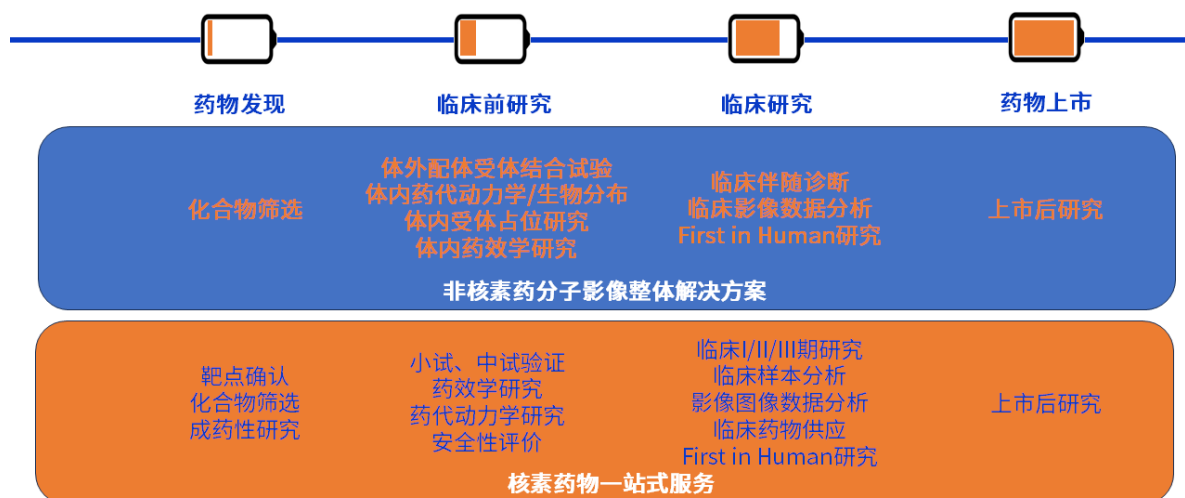 药物发现
临床前研究
临床研究
药物上市
化合物筛选
体外配体受体结合试验
体内药代动力学/生物分布
体内受体占位研究
体内药效学研究
临床伴随诊断
临床影像数据分析
First in Human研究
上市后研究
非核素药分子影像整体解决方案
靶点确认
化合物筛选
成药性研究
小试、中试验证
药效学研究
药代动力学研究
安全性评价
临床I/II/III期研究
临床样本分析
影像图像数据分析
临床药物供应
First in Human研究
上市后研究
核素药物一站式服务